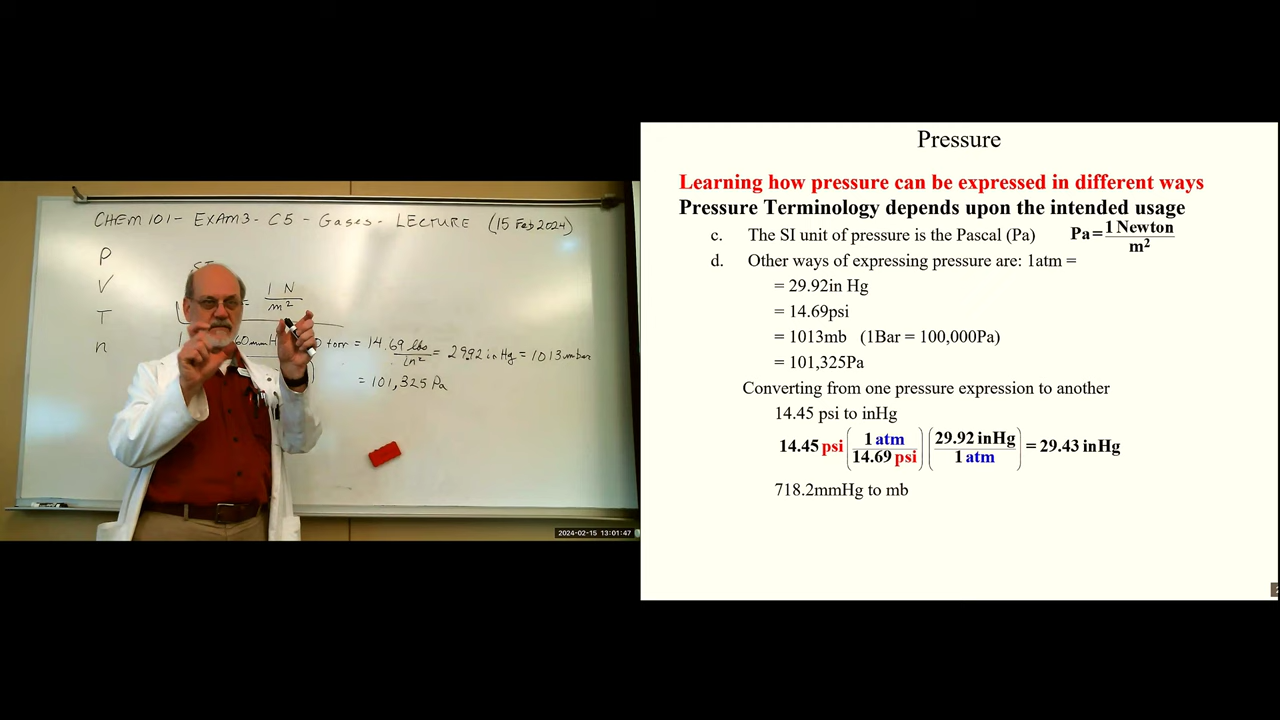 CHEM 101 - EXAM 3 - C5 - Gases - LECTURE (15 Feb 2024)
P
V
T
n
= 1 N
m²
60mmH
torr = 14.69 lbs = 29.92 in Hg = 1013 mbar
in²
= 101,325 Pa
2024-02-15 13:01:47
Pressure
Learning how pressure can be expressed in different ways
Pressure Terminology depends upon the intended usage
c. The SI unit of pressure is the Pascal (Pa) Pa = 1 Newton
m²
d. Other ways of expressing pressure are: 1atm =
= 29.92in Hg
= 14.69psi
= 1013mb (1Bar = 100,000Pa)
= 101,325Pa
Converting from one pressure expression to another
14.45 psi to inHg
14.45 psi (1 atm / 14.69 psi) (29.92 inHg / 1 atm) = 29.43 inHg
718.2mmHg to mb